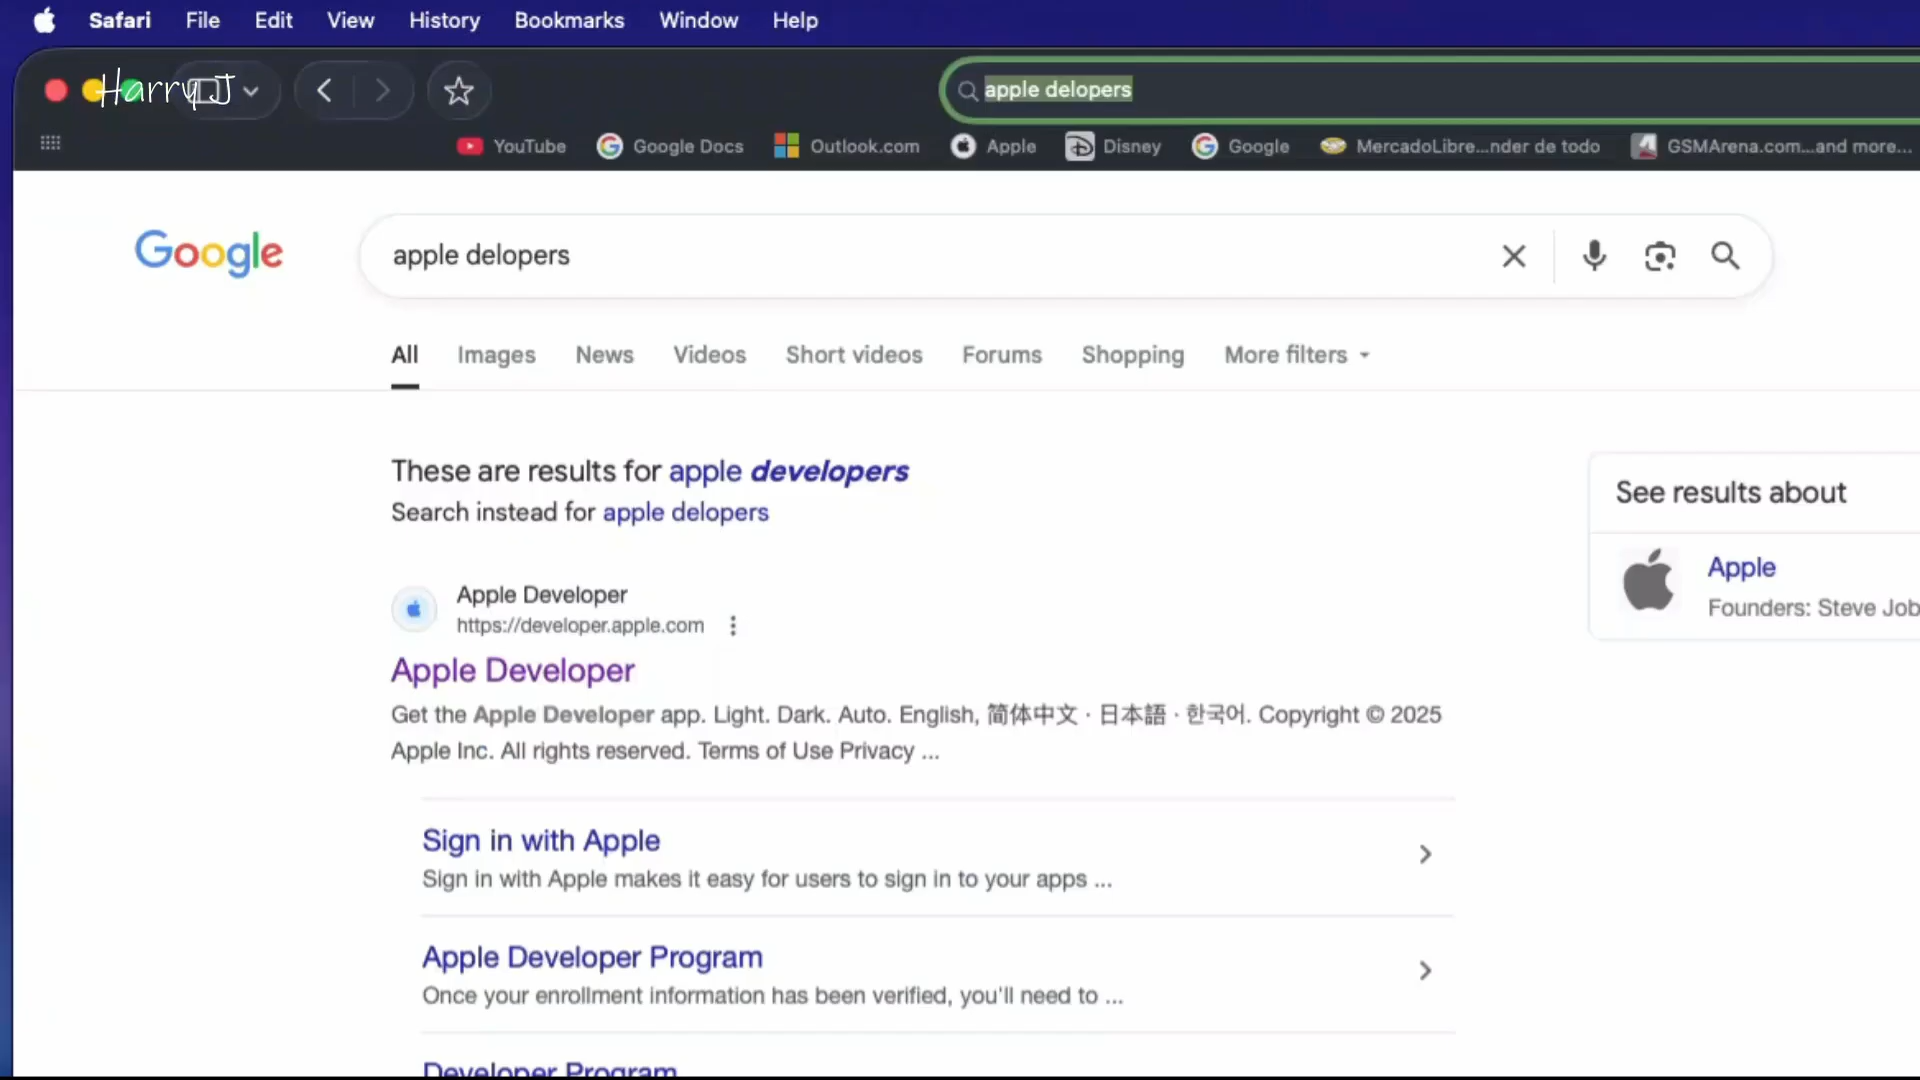 Safari File Edit View History Bookmarks Window Help
Harry J
apple delopers
YouTube Google Docs Outlook.com Apple Disney Google MercadoLibre...nder de todo GSMArena.com...and more...
Google
apple delopers
All Images News Videos Short videos Forums Shopping More filters
These are results for apple developers
Search instead for apple delopers
Apple Developer
https://developer.apple.com
Apple Developer
Get the Apple Developer app. Light. Dark. Auto. English, 简体中文 · 日本語 · 한국어. Copyright © 2025
Apple Inc. All rights reserved. Terms of Use Privacy ...
Sign in with Apple
Sign in with Apple makes it easy for users to sign in to your apps ...
Apple Developer Program
Once your enrollment information has been verified, you'll need to ...
Developer Program
See results about
Apple
Founders: Steve Job